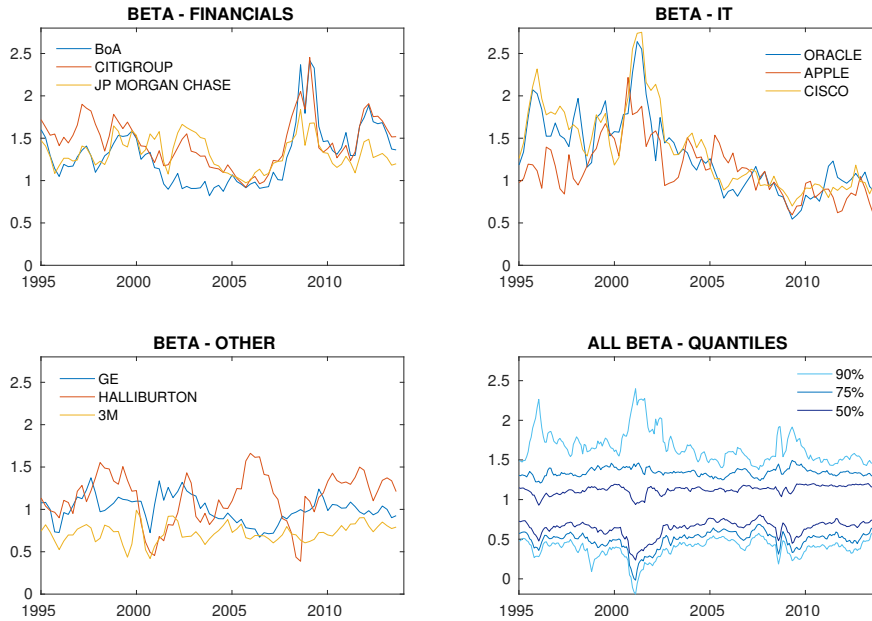 BETA - FINANCIALS
2.5
2
1.5
1
0.5
0
BoA
CITIGROUP
JP MORGAN CHASE
1995 2000 2005 2010
BETA - IT
2.5
2
1.5
1
0.5
0
ORACLE
APPLE
CISCO
1995 2000 2005 2010
BETA - OTHER
2.5
2
1.5
1
0.5
0
GE
HALLIBURTON
3M
1995 2000 2005 2010
ALL BETA - QUANTILES
2.5
2
1.5
1
0.5
0
90%
75%
50%
1995 2000 2005 2010